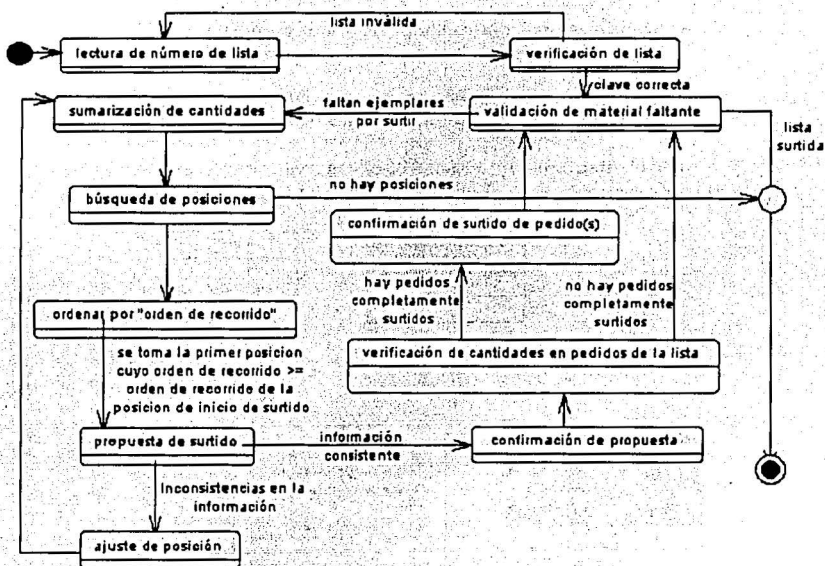 lista inválida
lectura de número de lista
verificación de lista
clave correcta
sumarización de cantidades
faltan ejemplares
por surtir
validación de material faltante
lista
surtida
búsqueda de posiciones
no hay posiciones
confirmación de surtido de pedido(s)
hay pedidos
completamente
surtidos
no hay pedidos
completamente
surtidos
ordenar por "orden de recorrido"
se toma la primer posicion
cuyo orden de recorrido >=
orden de recorrido de la
posicion de inicio de surtido
verificación de cantidades en pedidos de la lista
propuesta de surtido
información
consistente
confirmación de propuesta
Inconsistencias en la
información
ajuste de posición